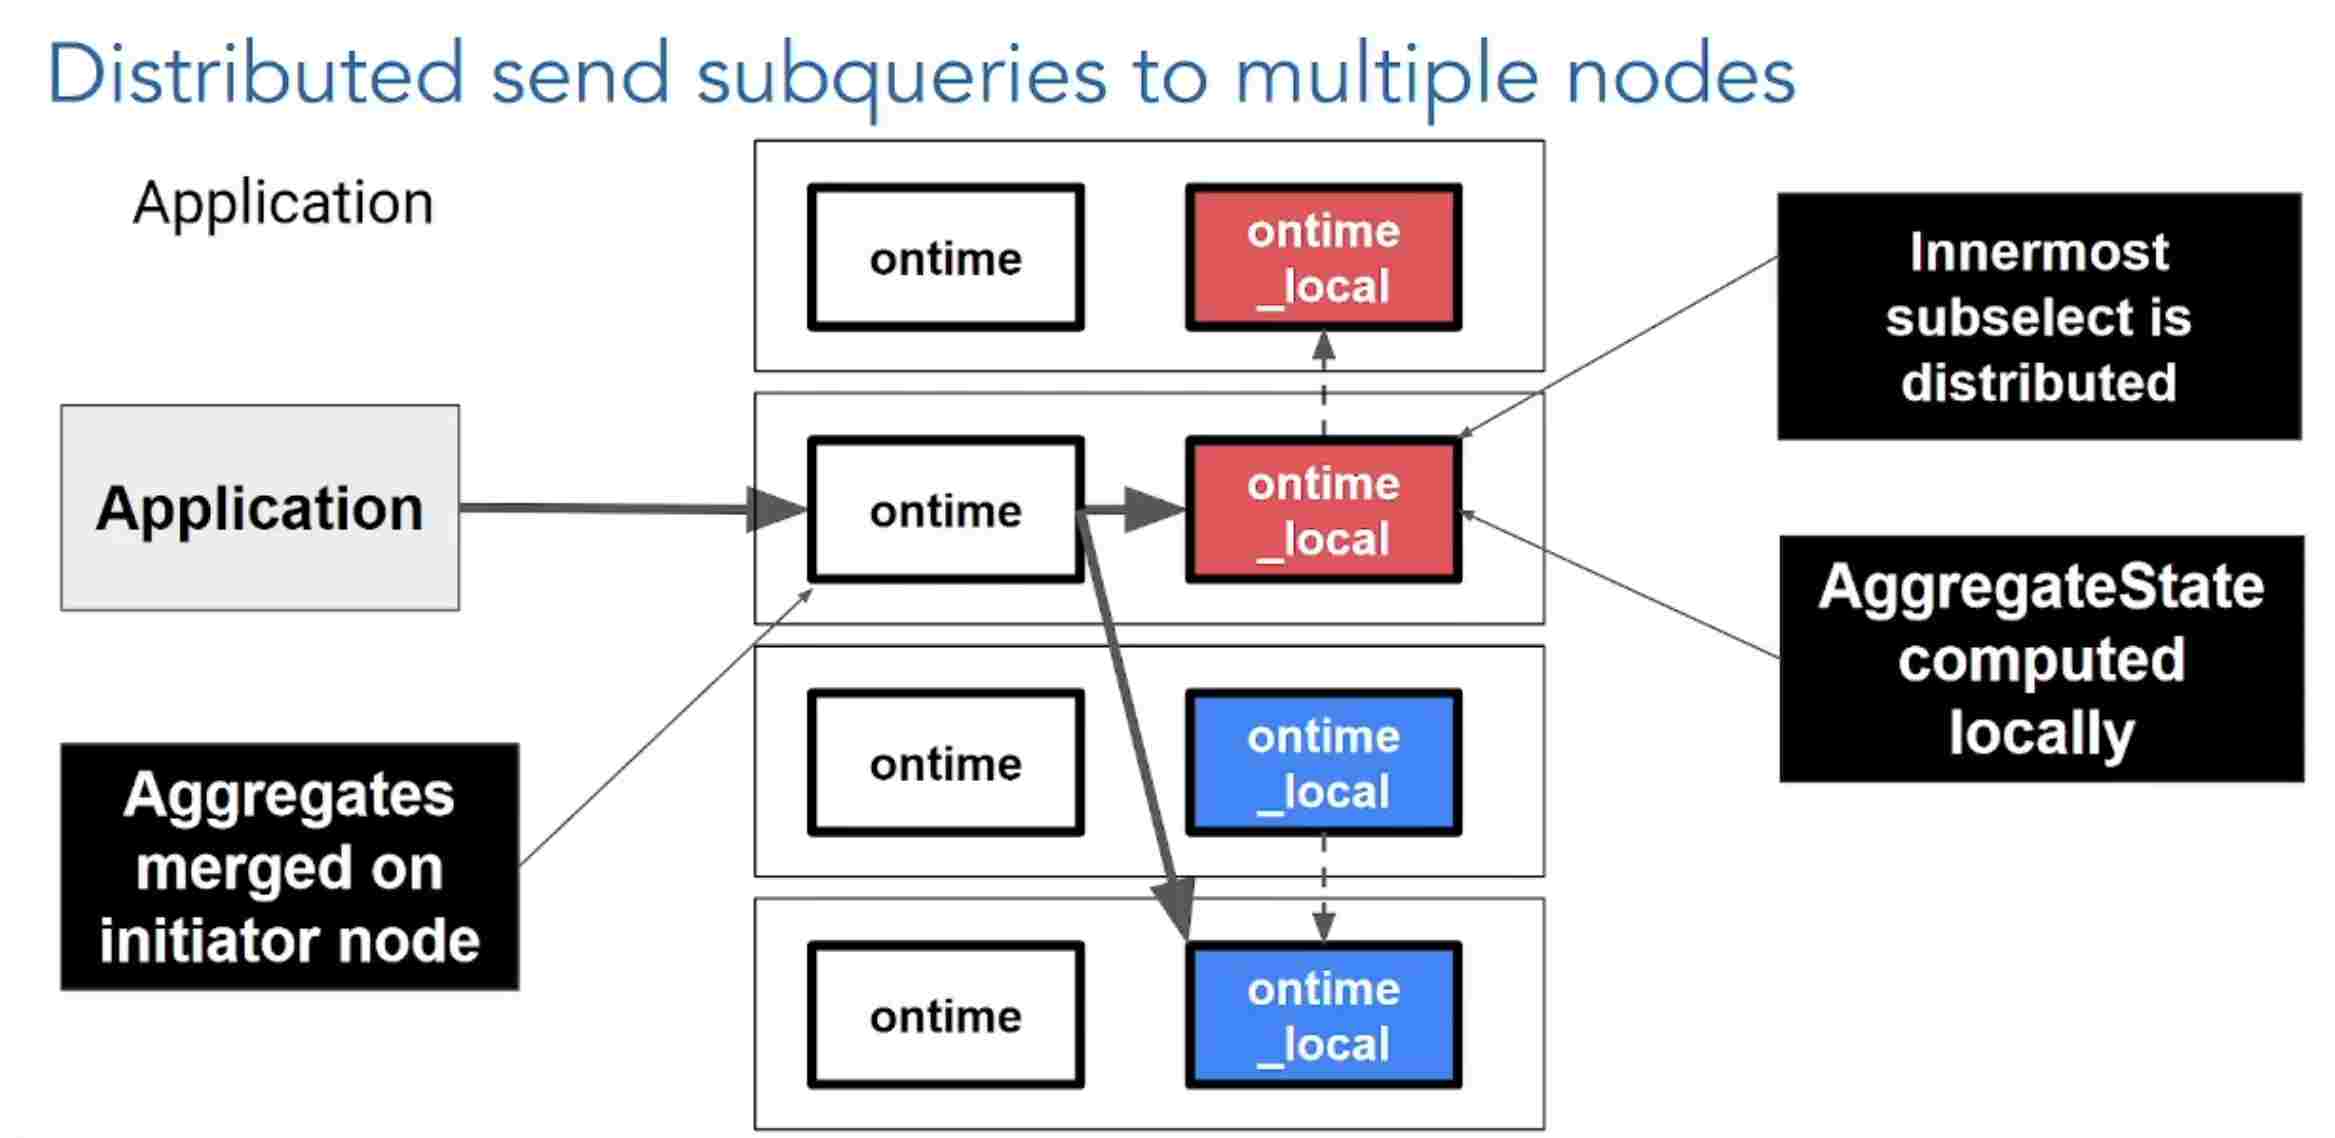 Distributed send subqueries to multiple nodes
Application
ontime
ontime
_local
Innermost
subselect is
distributed
Application
ontime
ontime
_local
AggregateState
computed
locally
Aggregates
merged on
initiator node
ontime
ontime
_local
ontime
ontime
_local